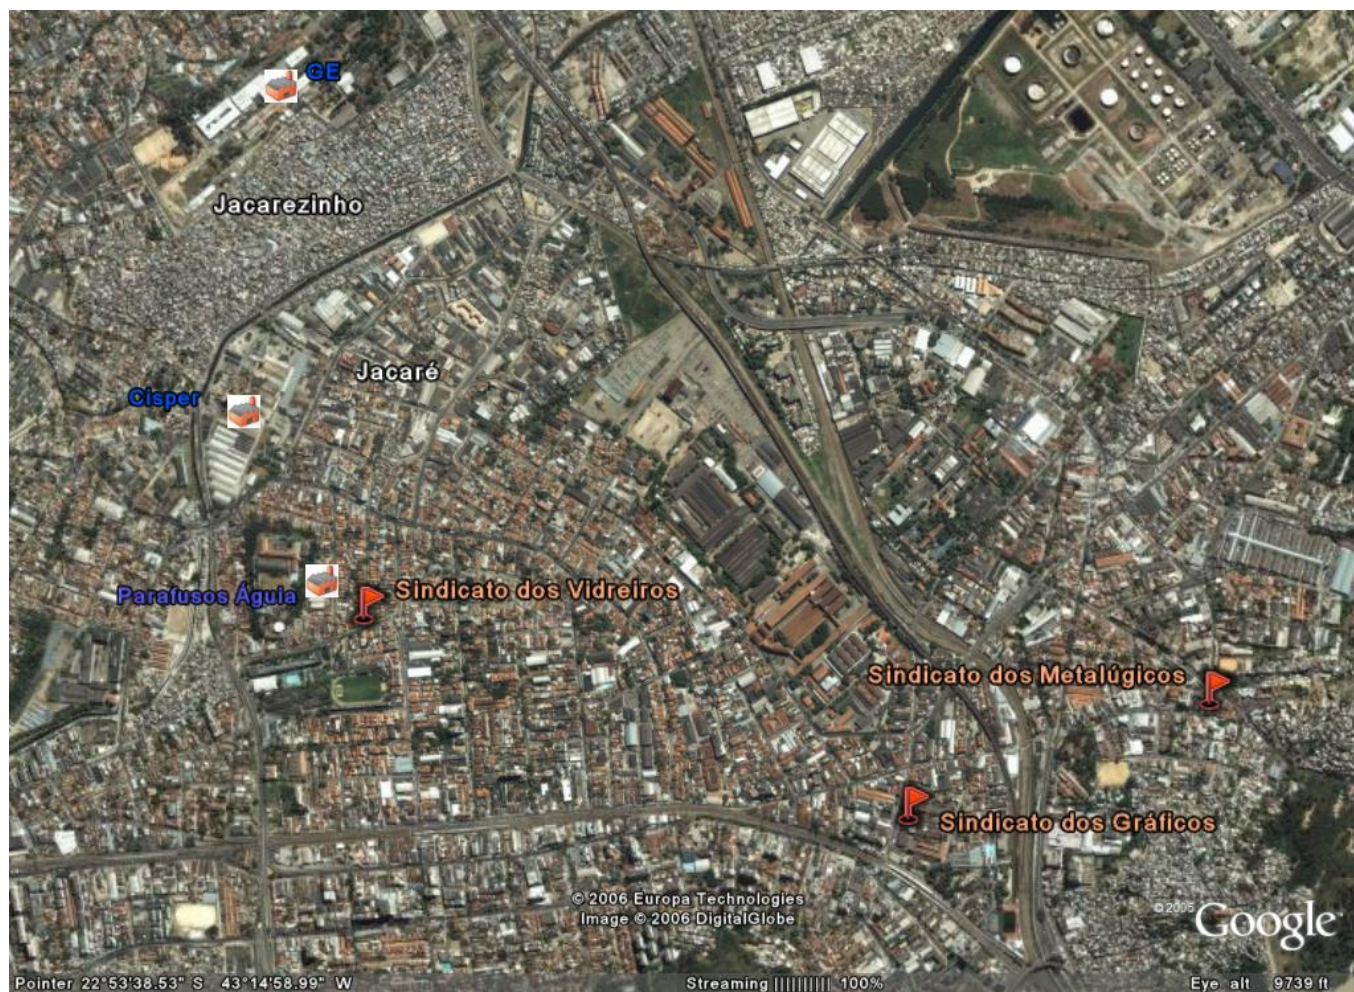 GE
Jacarezinho
Jacaré
Cisper
Parafusos Águia
Sindicato dos Vidreiros
Sindicato dos Metalúgicos
Sindicato dos Gráficos
© 2006 Europa Technologies
Image © 2006 DigitalGlobe
© 2005 Google
Pointer 22°53'38.53" S 43°14'58.99" W
Streaming |||||||||| 100%
Eye alt 9739 ft